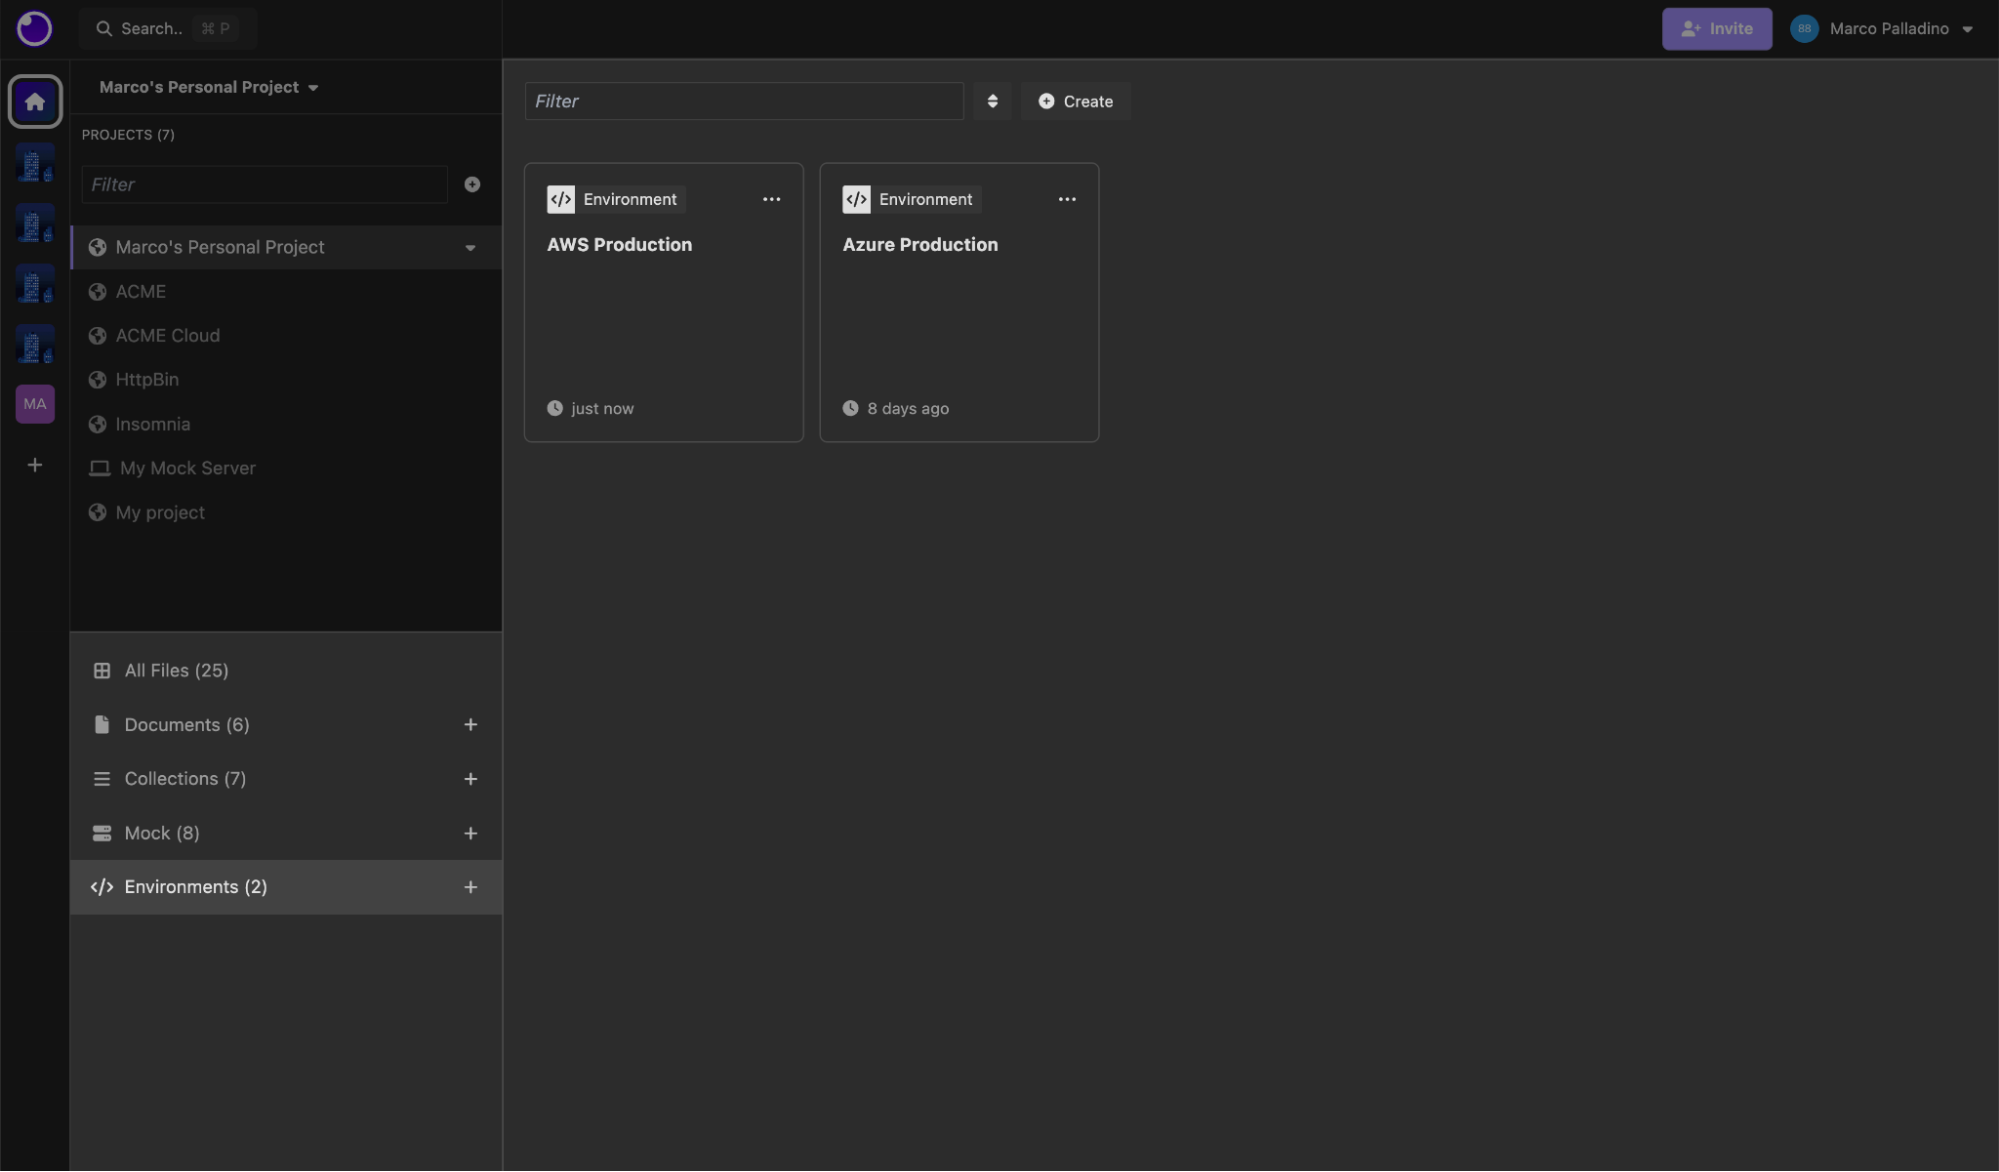 Search.. ⌘ P
Invite
88
Marco Palladino
Marco's Personal Project
PROJECTS (7)
Filter
Marco's Personal Project
ACME
ACME Cloud
HttpBin
Insomnia
My Mock Server
My project
MA
All Files (25)
Documents (6)
Collections (7)
Mock (8)
Environments (2)
Filter
Create
Environment
AWS Production
just now
Environment
Azure Production
8 days ago